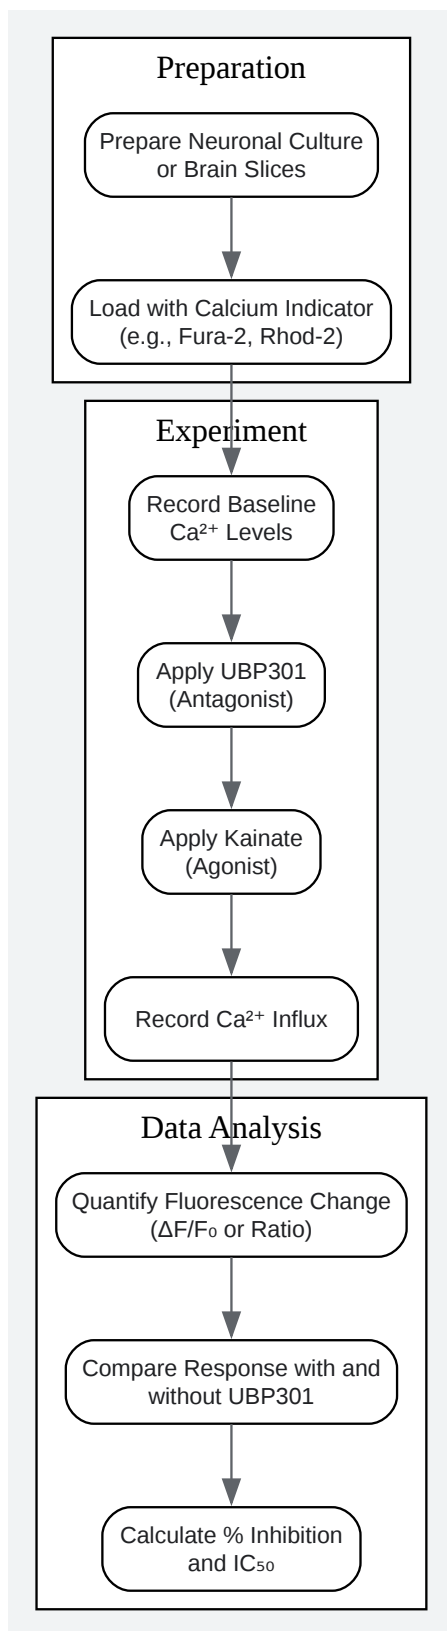 Preparation
Prepare Neuronal Culture
or Brain Slices
Load with Calcium Indicator
(e.g., Fura-2, Rhod-2)
Experiment
Record Baseline
Ca²⁺ Levels
Apply UBP301
(Antagonist)
Apply Kainate
(Agonist)
Record Ca²⁺ Influx
Data Analysis
Quantify Fluorescence Change
(ΔF/F₀ or Ratio)
Compare Response with and
without UBP301
Calculate % Inhibition
and IC₅₀